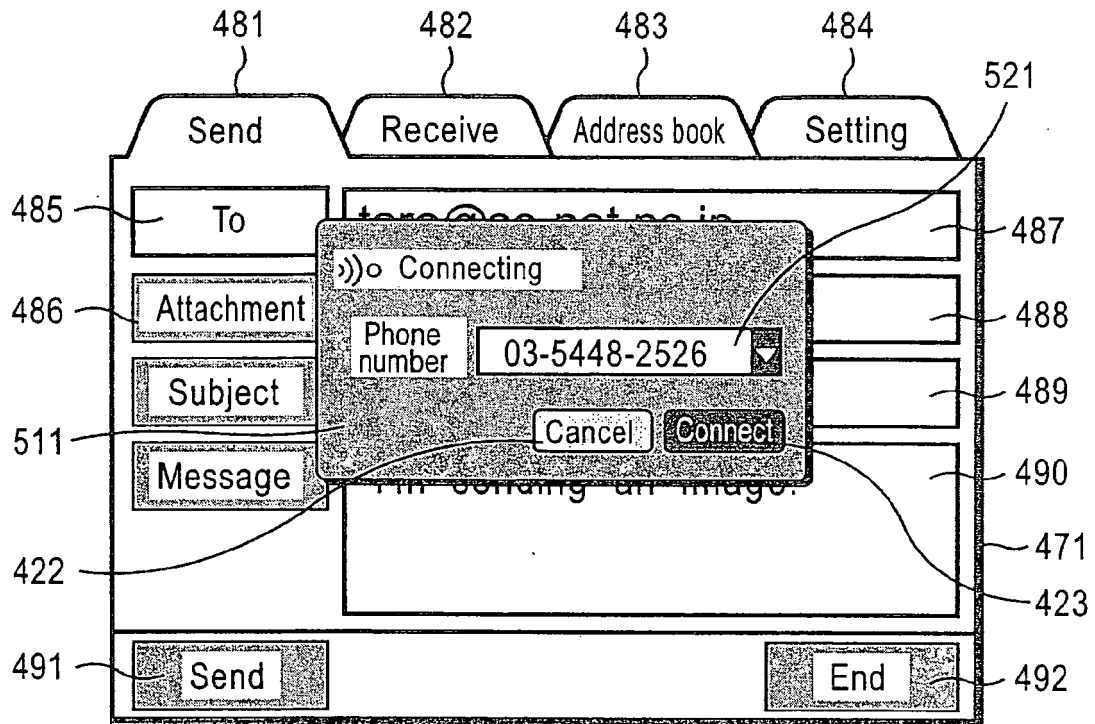 481 482 483 484
521
Send Receive Address book Setting
485 To 487
)))o Connecting
486 Attachment 488
Phone
number 03-5448-2526
Subject 489
511 Cancel Connect
Message 490
422 471
423
491 Send End 492